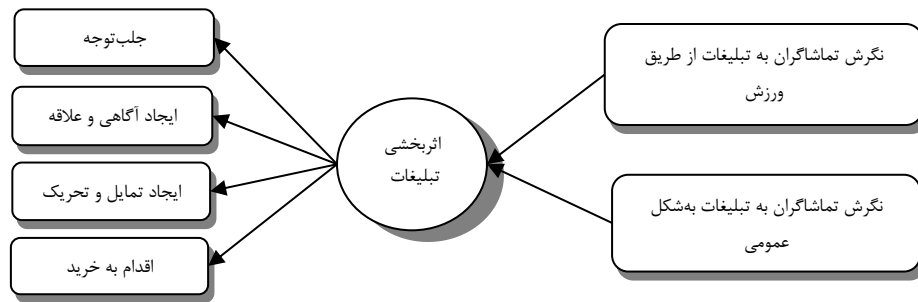 نگرش تماشاگران به تبلیغات از طریق
ورزش
نگرش تماشاگران به تبلیغات به‌شکل
عمومی
اثربخشی
تبلیغات
جلب‌توجه
ایجاد آگاهی و علاقه
ایجاد تمایل و تحریک
اقدام به خرید